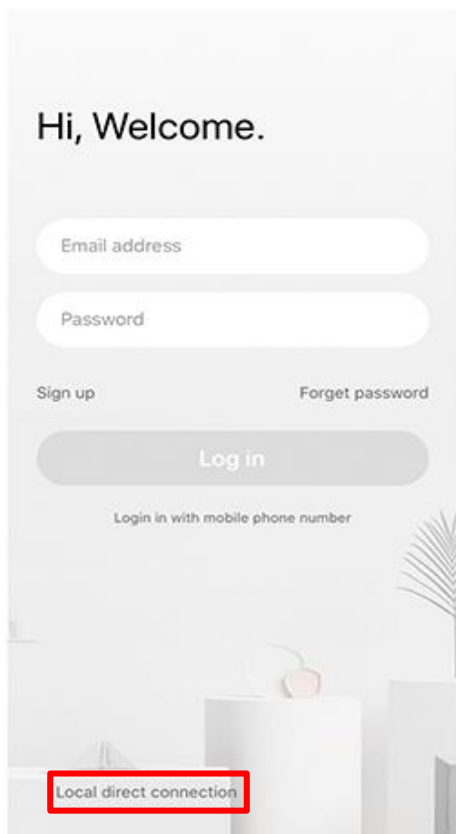 Hi, Welcome.
Email address
Password
Sign up
Forget password
Log in
Login in with mobile phone number
Local direct connection